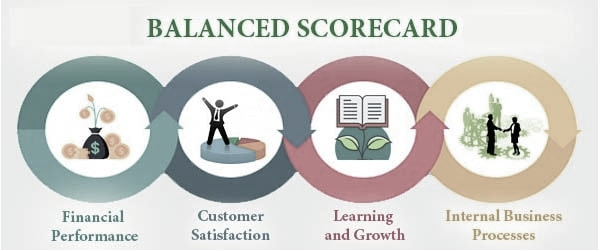 BALANCED SCORECARD
$
Financial
Performance
Customer
Satisfaction
Learning
and Growth
Internal Business
Processes